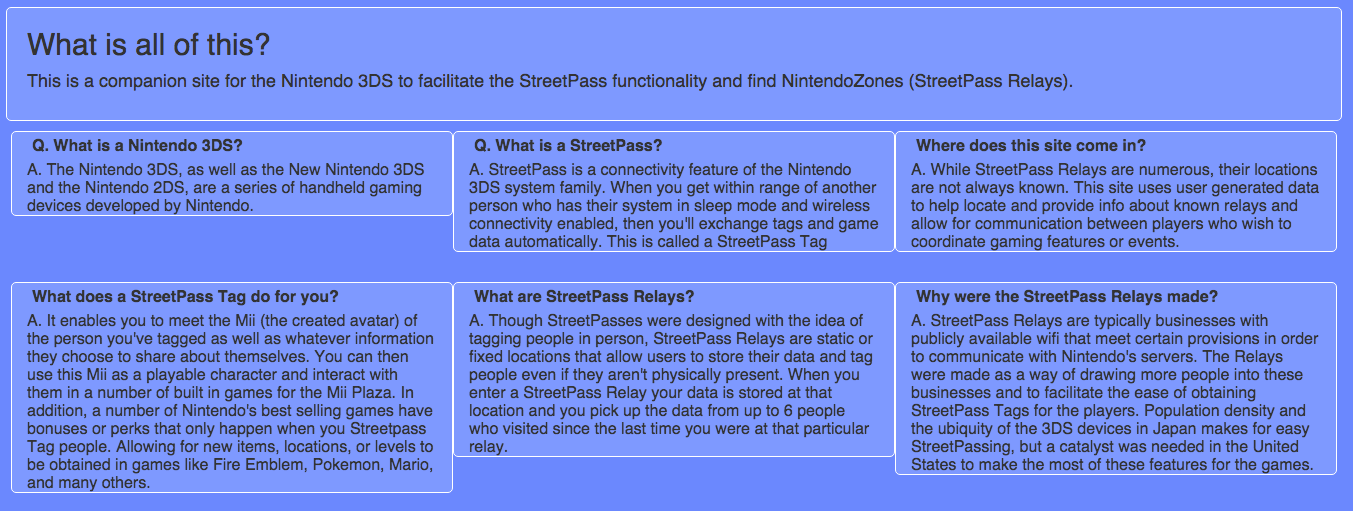 What is all of this?
This is a companion site for the Nintendo 3DS to facilitate the StreetPass functionality and find NintendoZones (StreetPass Relays).
Q. What is a Nintendo 3DS?
A. The Nintendo 3DS, as well as the New Nintendo 3DS
and the Nintendo 2DS, are a series of handheld gaming
devices developed by Nintendo.
Q. What is a StreetPass?
A. StreetPass is a connectivity feature of the Nintendo
3DS system family. When you get within range of another
person who has their system in sleep mode and wireless
connectivity enabled, then you'll exchange tags and game
data automatically. This is called a StreetPass Tag
Where does this site come in?
A. While StreetPass Relays are numerous, their locations
are not always known. This site uses user generated data
to help locate and provide info about known relays and
allow for communication between players who wish to
coordinate gaming features or events.
What does a StreetPass Tag do for you?
A. It enables you to meet the Mii (the created avatar) of
the person you've tagged as well as whatever information
they choose to share about themselves. You can then
use this Mii as a playable character and interact with
them in a number of built in games for the Mii Plaza. In
addition, a number of Nintendo's best selling games have
bonuses or perks that only happen when you Streetpass
Tag people. Allowing for new items, locations, or levels to
be obtained in games like Fire Emblem, Pokemon, Mario,
and many others.
What are StreetPass Relays?
A. Though StreetPasses were designed with the idea of
tagging people in person, StreetPass Relays are static or
fixed locations that allow users to store their data and tag
people even if they aren't physically present. When you
enter a StreetPass Relay your data is stored at that
location and you pick up the data from up to 6 people
who visited since the last time you were at that particular
relay.
Why were the StreetPass Relays made?
A. StreetPass Relays are typically businesses with
publicly available wifi that meet certain provisions in order
to communicate with Nintendo's servers. The Relays
were made as a way of drawing more people into these
businesses and to facilitate the ease of obtaining
StreetPass Tags for the players. Population density and
the ubiquity of the 3DS devices in Japan makes for easy
StreetPassing, but a catalyst was needed in the United
States to make the most of these features for the games.